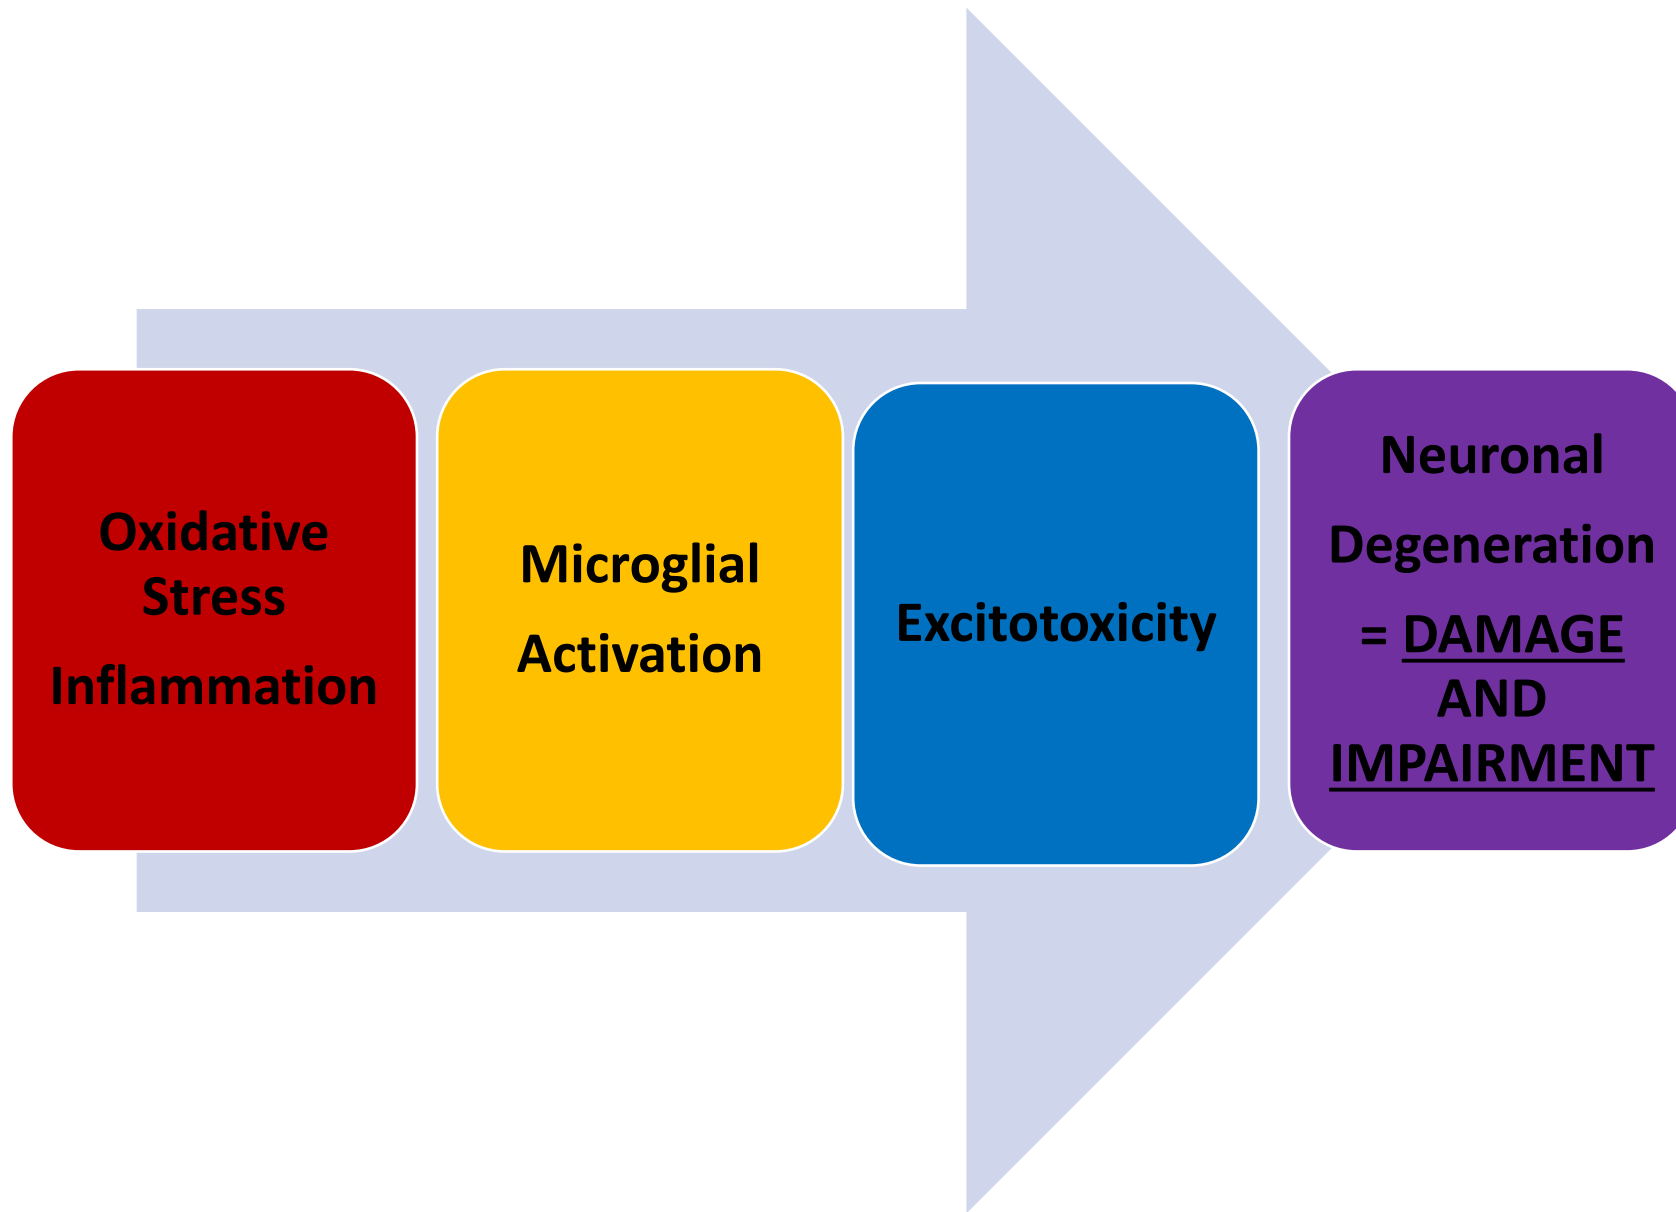 Oxidative
Stress
Inflammation
Microglial
Activation
Excitotoxicity
Neuronal
Degeneration
= DAMAGE
AND
IMPAIRMENT